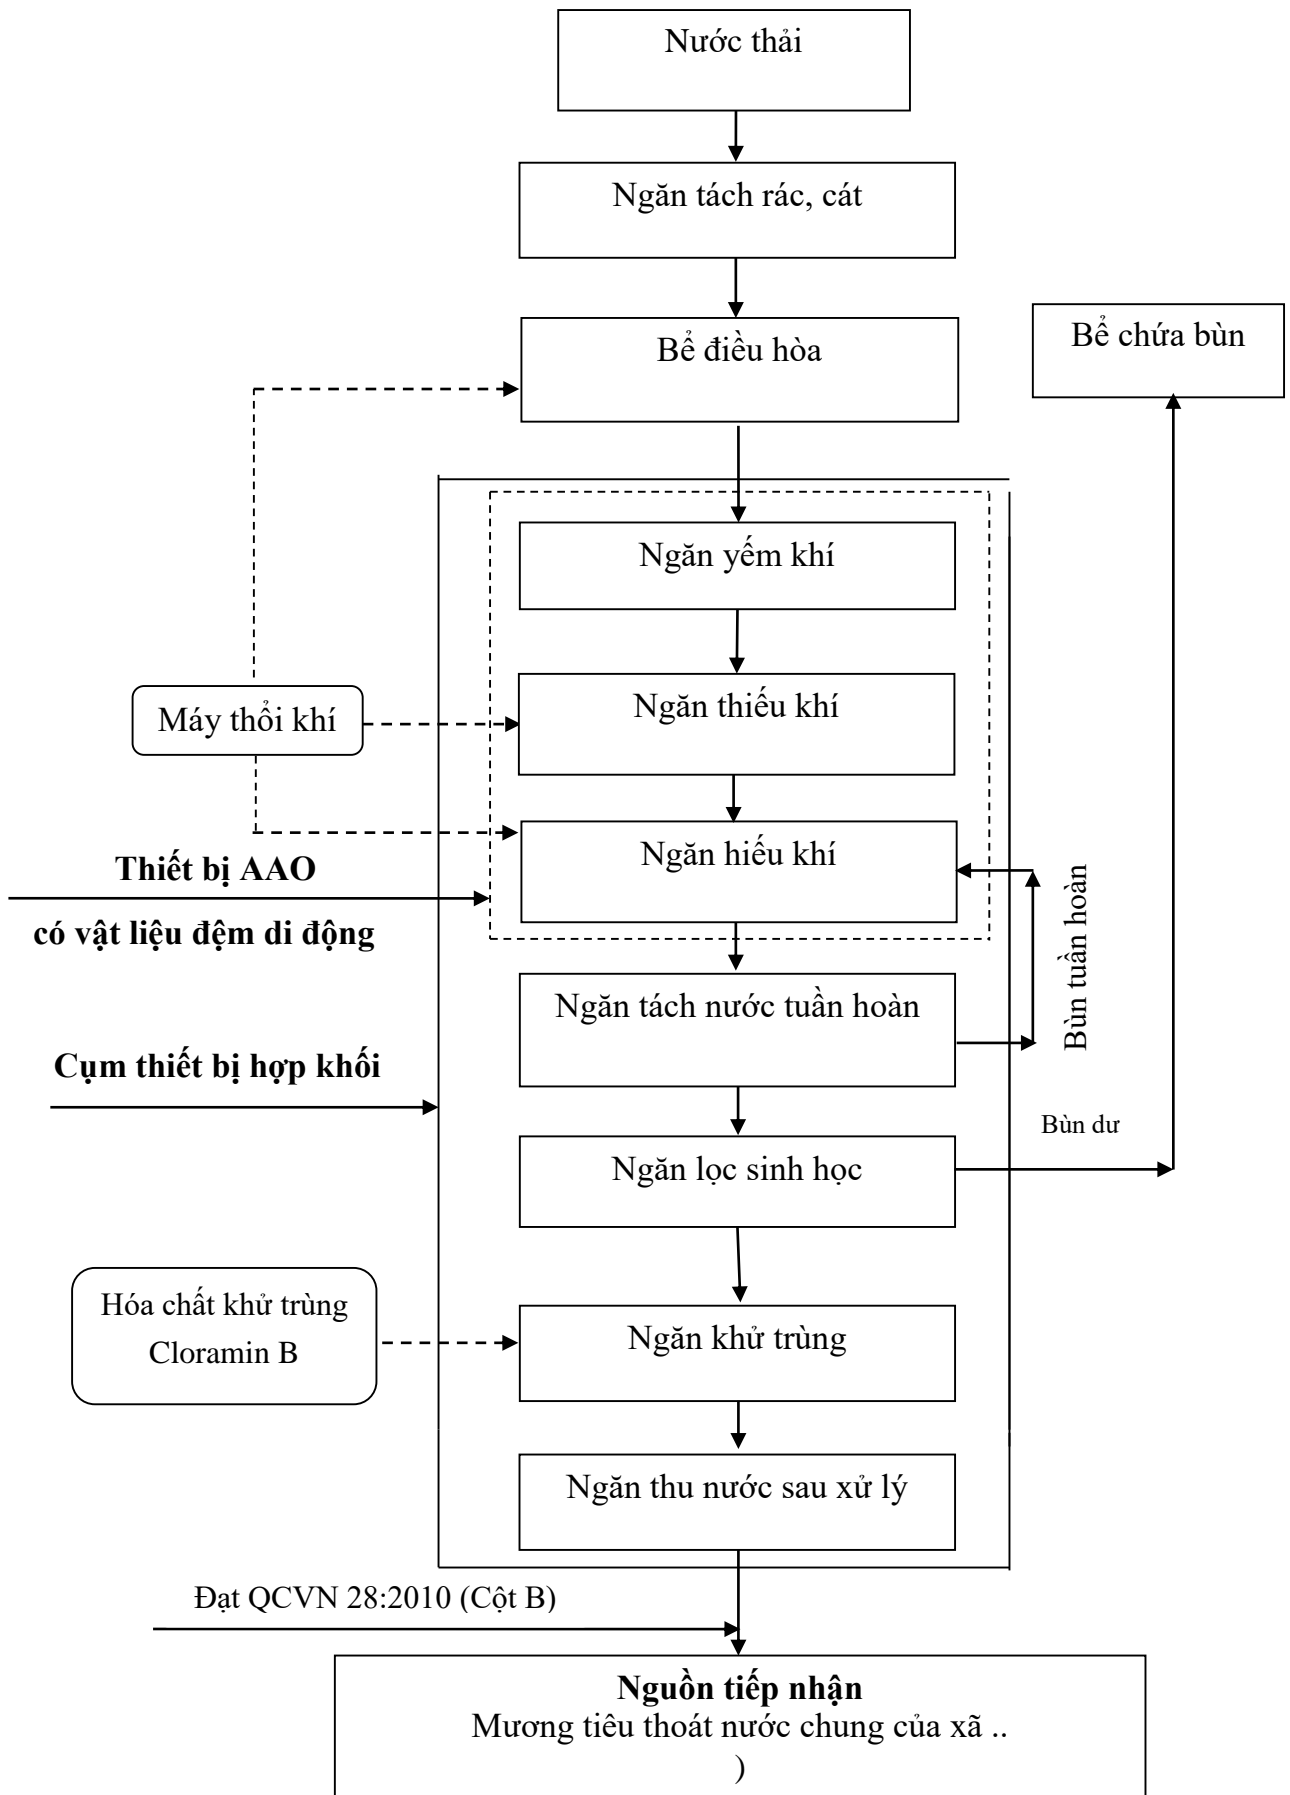 Nước thải
Ngăn tách rác, cát
Bể điều hòa
Bể chứa bùn
Ngăn yếm khí
Ngăn thiếu khí
Máy thổi khí
Ngăn hiếu khí
Thiết bị AAO
có vật liệu đệm di động
Bùn tuần hoàn
Ngăn tách nước tuần hoàn
Cụm thiết bị hợp khối
Bùn dư
Ngăn lọc sinh học
Hóa chất khử trùng
Cloramin B
Ngăn khử trùng
Ngăn thu nước sau xử lý
Đạt QCVN 28:2010 (Cột B)
Nguồn tiếp nhận
Mương tiêu thoát nước chung của xã ..
)